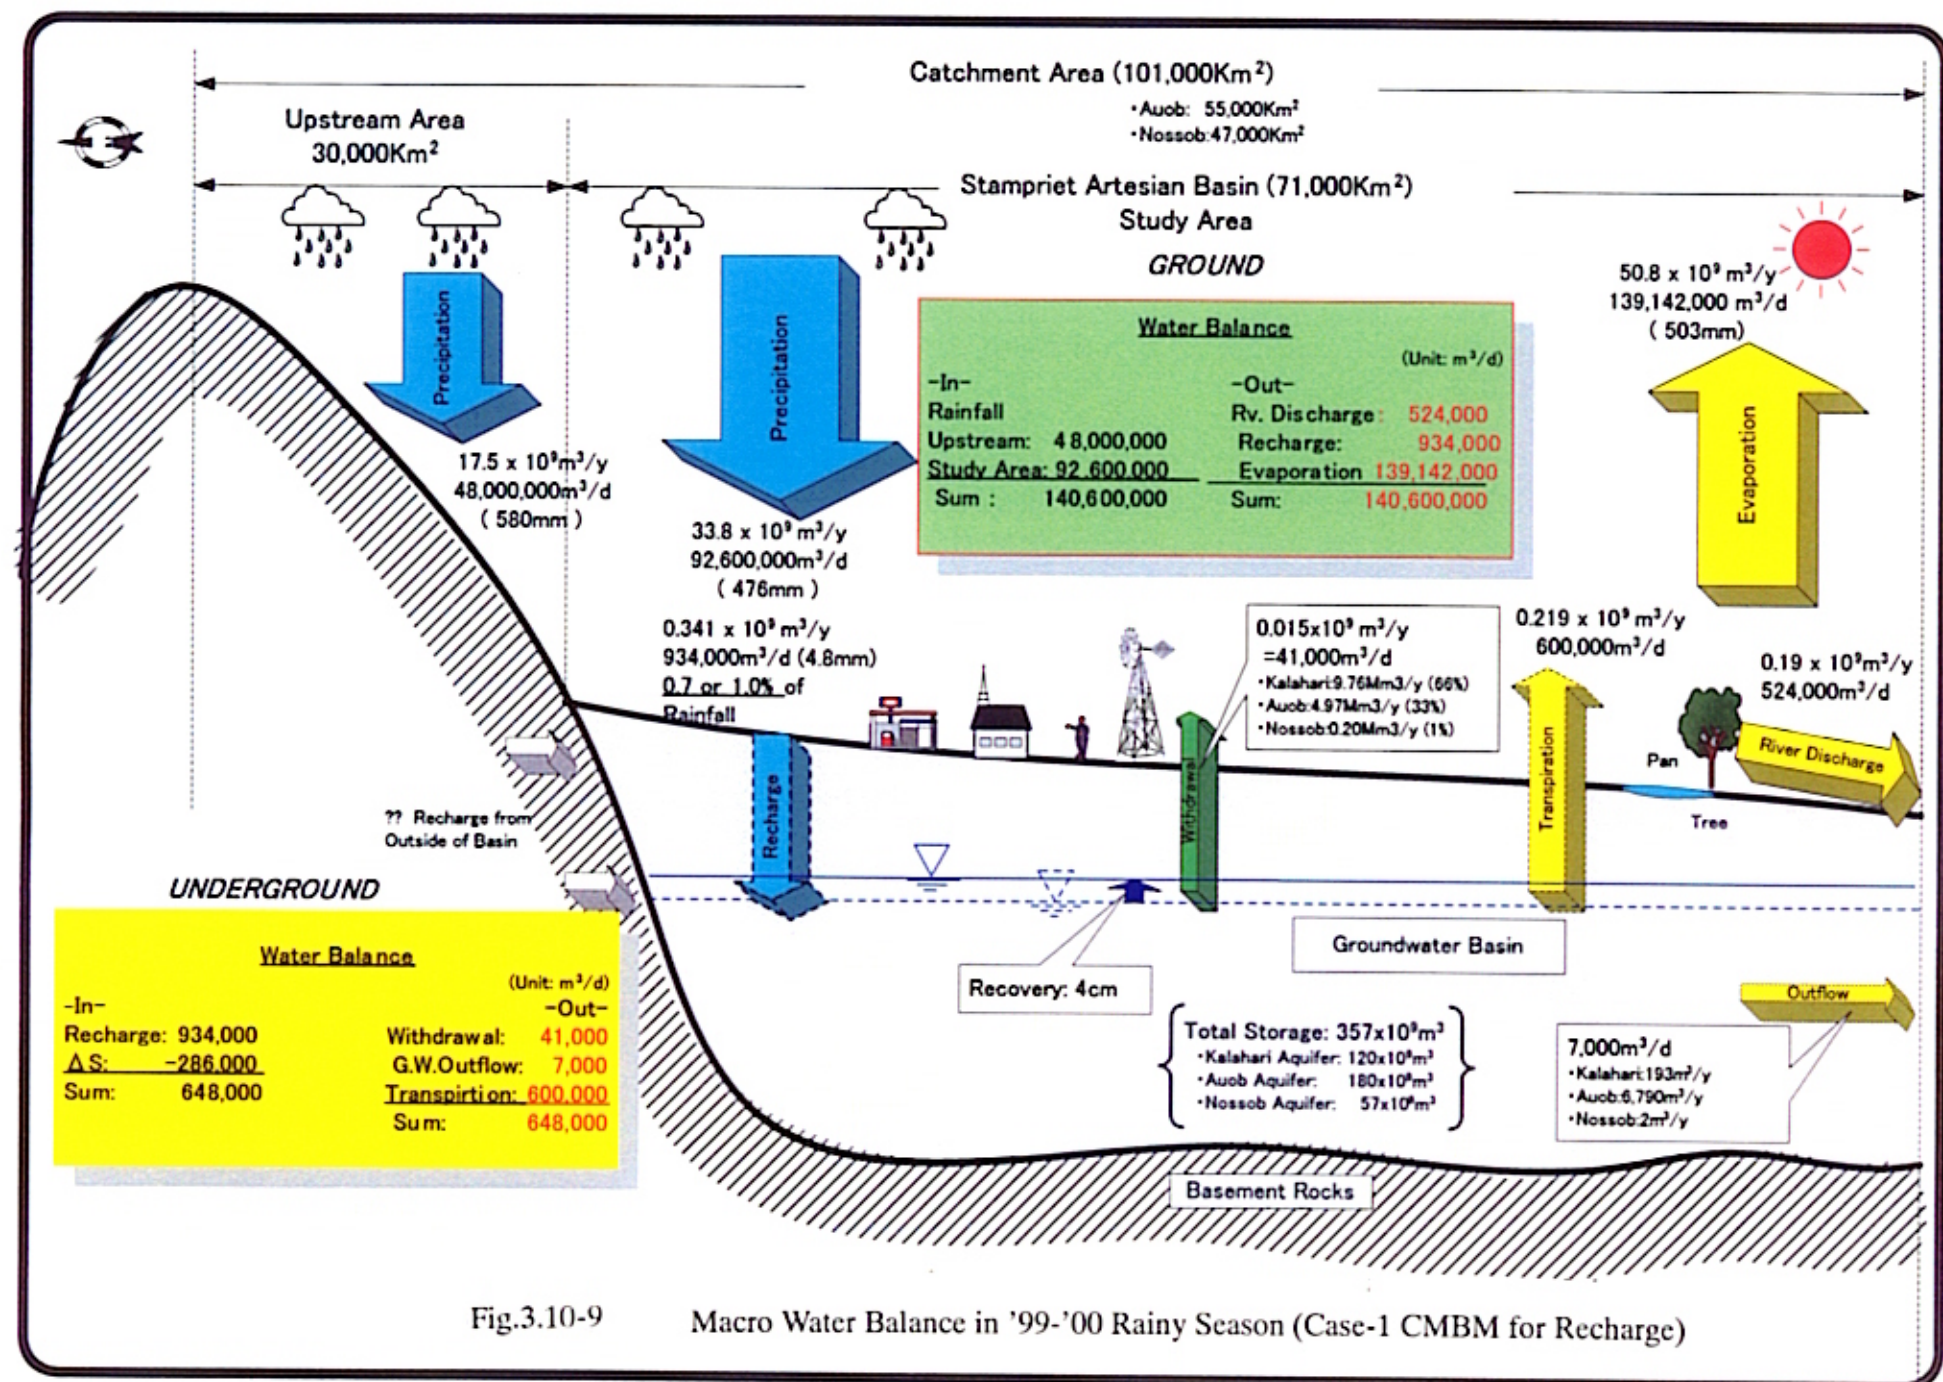 Catchment Area (101,000Km²)
・Auob: 55,000Km²
・Nossob:47,000Km²
Upstream Area
30,000Km²
Stampriet Artesian Basin (71,000Km²)
Study Area
GROUND
Precipitation
17.5 x 10⁹m³/y
48,000,000m³/d
( 580mm )
Precipitation
33.8 x 10⁹ m³/y
92,600,000m³/d
( 476mm )
Water Balance
(Unit: m³/d)
-In- -Out-
Rainfall Rv. Discharge: 524,000
Upstream: 48,000,000 Recharge: 934,000
Study Area: 92,600,000 Evaporation 139,142,000
Sum : 140,600,000 Sum: 140,600,000
50.8 x 10⁹ m³/y
139,142,000 m³/d
( 503mm)
Evaporation
0.341 x 10⁹ m³/y
934,000m³/d (4.8mm)
0.7 or 1.0% of
Rainfall
Recharge
0.015x10⁹ m³/y
=41,000m³/d
・Kalahari:9.76Mm3/y (66%)
・Auob:4.97Mm3/y (33%)
・Nossob:0.20Mm3/y (1%)
Withdrawal
0.219 x 10⁹ m³/y
600,000m³/d
Transpiration
0.19 x 10⁹m³/y
524,000m³/d
River Discharge
Pan
Tree
?? Recharge from
Outside of Basin
UNDERGROUND
Water Balance
(Unit: m³/d)
-In- -Out-
Recharge: 934,000 Withdrawal: 41,000
ΔS: -286,000 G.W.Outflow: 7,000
Sum: 648,000 Transpirtion: 600,000
Sum: 648,000
Groundwater Basin
Recovery: 4cm
Outflow
Total Storage: 357x10⁹m³
・Kalahari Aquifer: 120x10⁹m³
・Auob Aquifer: 180x10⁹m³
・Nossob Aquifer: 57x10⁹m³
7,000m³/d
・Kalahari:193m³/y
・Auob:6,790m³/y
・Nossob:2m³/y
Basement Rocks
Fig.3.10-9 Macro Water Balance in '99-'00 Rainy Season (Case-1 CMBM for Recharge)